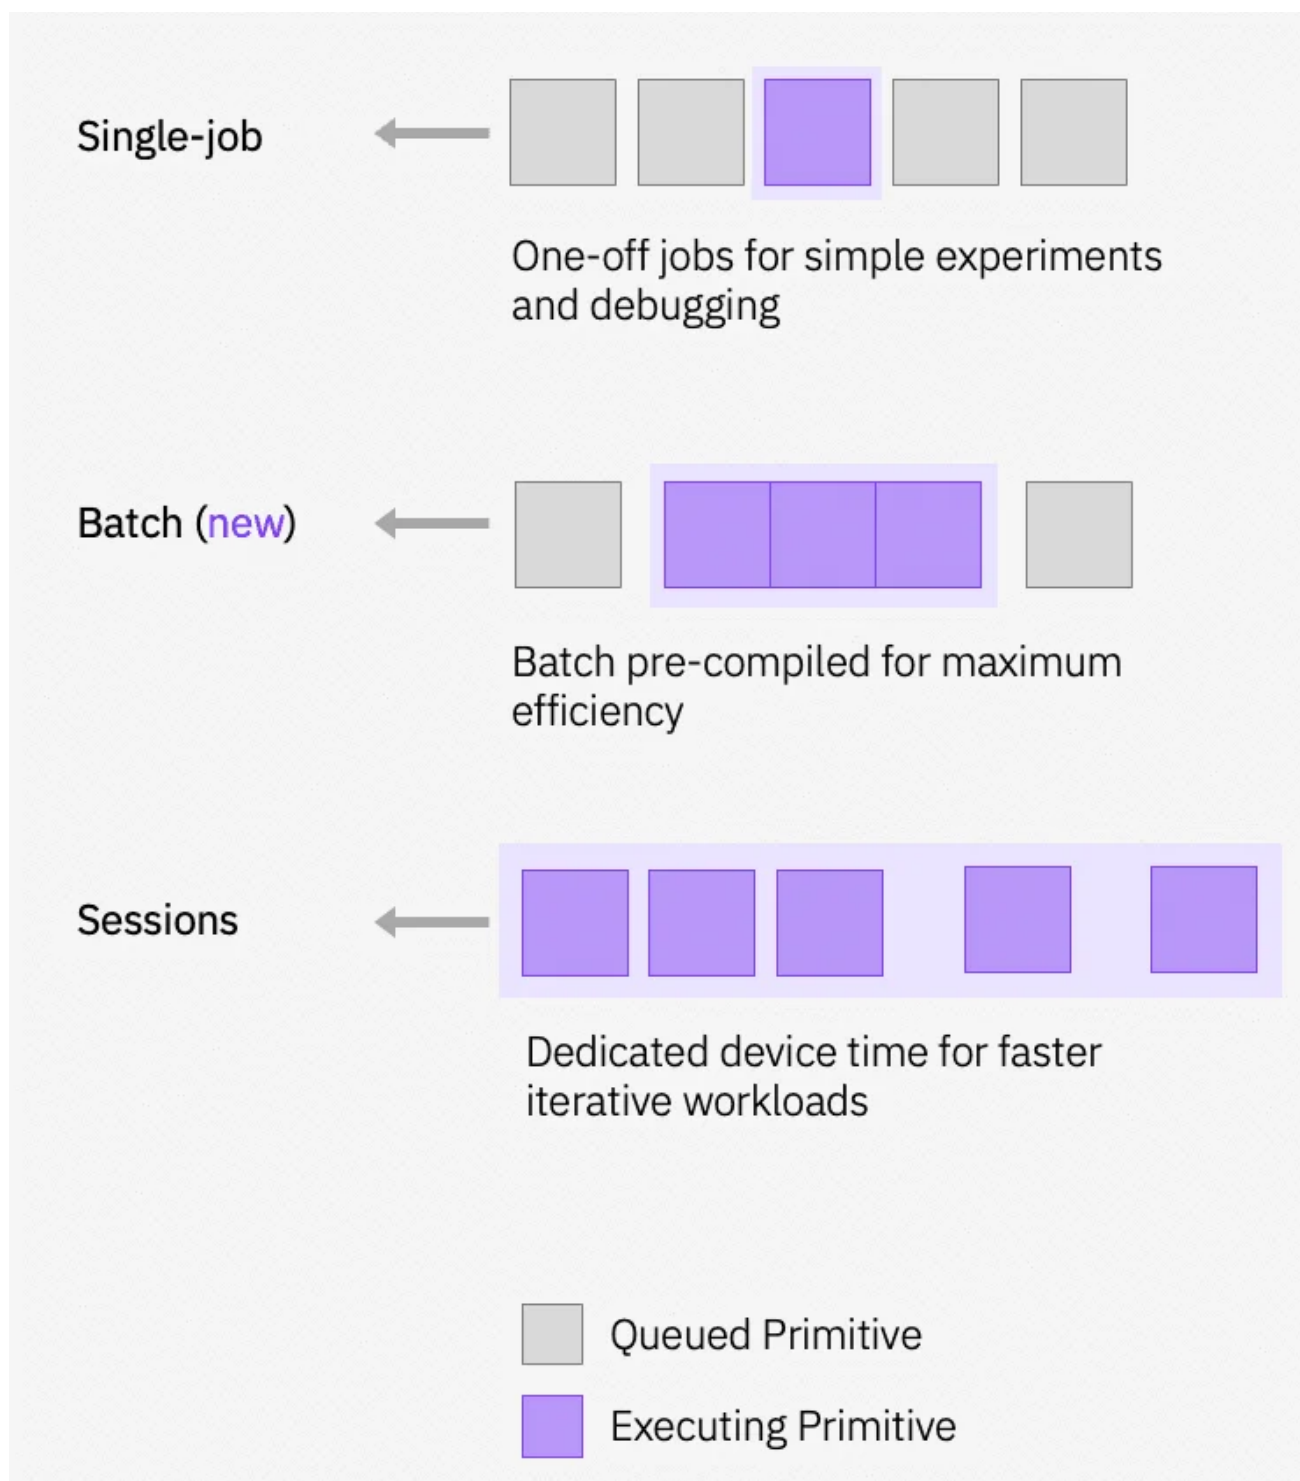 Single-job
One-off jobs for simple experiments
and debugging
Batch (new)
Batch pre-compiled for maximum
efficiency
Sessions
Dedicated device time for faster
iterative workloads
Queued Primitive
Executing Primitive